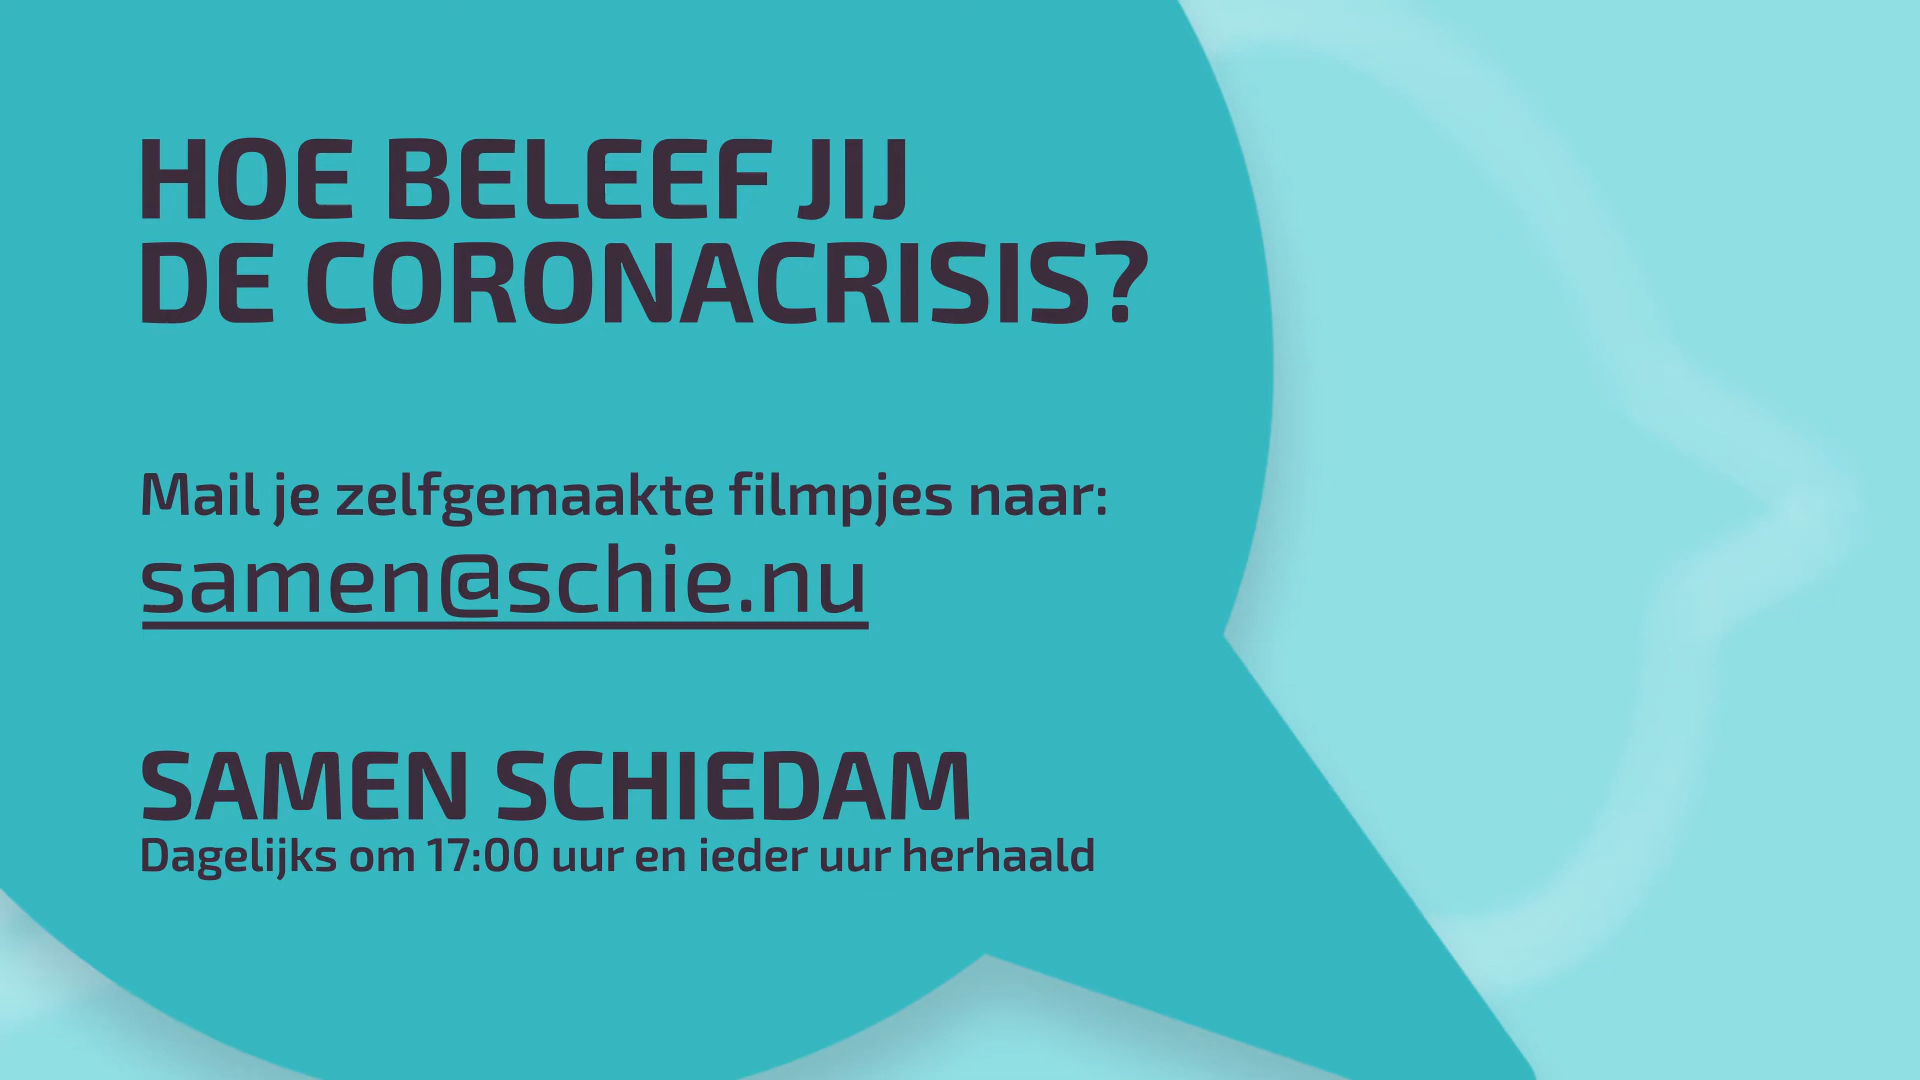 HOE BELEEF JIJ
DE CORONACRISIS?
Mail je zelfgemaakte filmpjes naar:
samen@schie.nu
SAMEN SCHIEDAM
Dagelijks om 17:00 uur en ieder uur herhaald